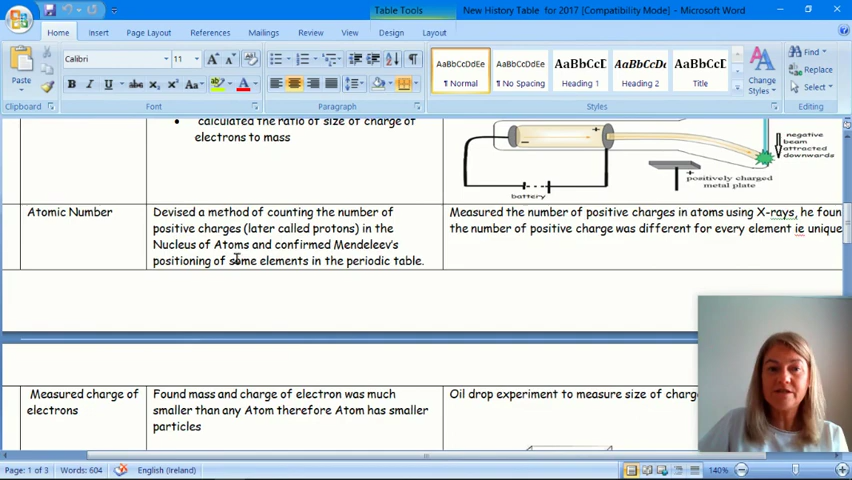 Table Tools
New History Table for 2017 [Compatibility Mode] - Microsoft Word
Home
Insert
Page Layout
References
Mailings
Review
View
Design
Layout
Paste
Clipboard
Calibri
11
B I U abc x₂ x² Aa A
Font
Paragraph
AaBbCcDdEe
¶ Normal
AaBbCcDdEe
¶ No Spacing
AaBbC
Heading 1
AaBbCc
Heading 2
AaBbCcD
Title
Change
Styles
Styles
Find
Replace
Select
Editing
• calculated the ratio of size of charge of
electrons to mass
negative
beam
attracted
downwards
positively charged
metal plate
battery
Atomic Number
Devised a method of counting the number of
positive charges (later called protons) in the
Nucleus of Atoms and confirmed Mendeleev's
positioning of some elements in the periodic table.
Measured the number of positive charges in atoms using X-rays, he foun
the number of positive charge was different for every element ie unique
Measured charge of
electrons
Found mass and charge of electron was much
smaller than any Atom therefore Atom has smaller
particles
Oil drop experiment to measure size of charg
Page: 1 of 3
Words: 604
English (Ireland)
140%